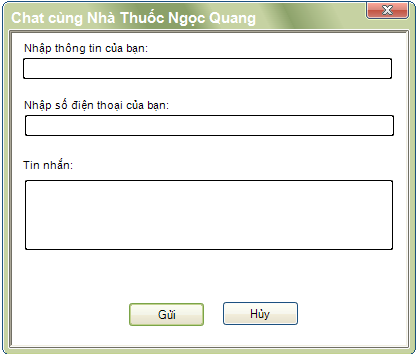 Chat cùng Nhà Thuốc Ngọc Quang
Nhập thông tin của bạn:
Nhập số điện thoại của bạn:
Tin nhắn:
Gửi
Hủy